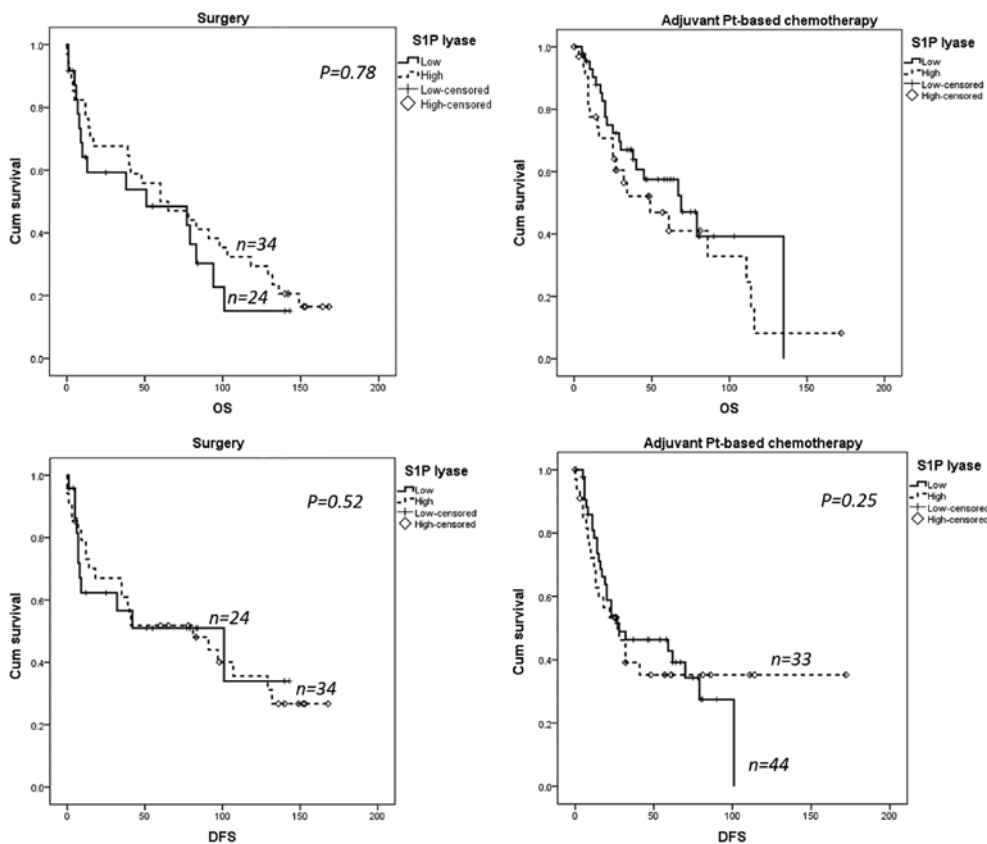 Surgery
S1P lyase
Low
High
Low-censored
High-censored
P=0.78
n=34
n=24
Cum survival
1.0
0.8
0.6
0.4
0.2
0.0
0 50 100 150 200
OS
Adjuvant Pt-based chemotherapy
S1P lyase
Low
High
Low-censored
High-censored
Cum survival
1.0
0.8
0.6
0.4
0.2
0.0
0 50 100 150 200
OS
Surgery
S1P lyase
Low
High
Low-censored
High-censored
P=0.52
n=24
n=34
Cum survival
1.0
0.8
0.6
0.4
0.2
0.0
0 50 100 150 200
DFS
Adjuvant Pt-based chemotherapy
S1P lyase
Low
High
Low-censored
High-censored
P=0.25
n=33
n=44
Cum survival
1.0
0.8
0.6
0.4
0.2
0.0
0 50 100 150 200
DFS